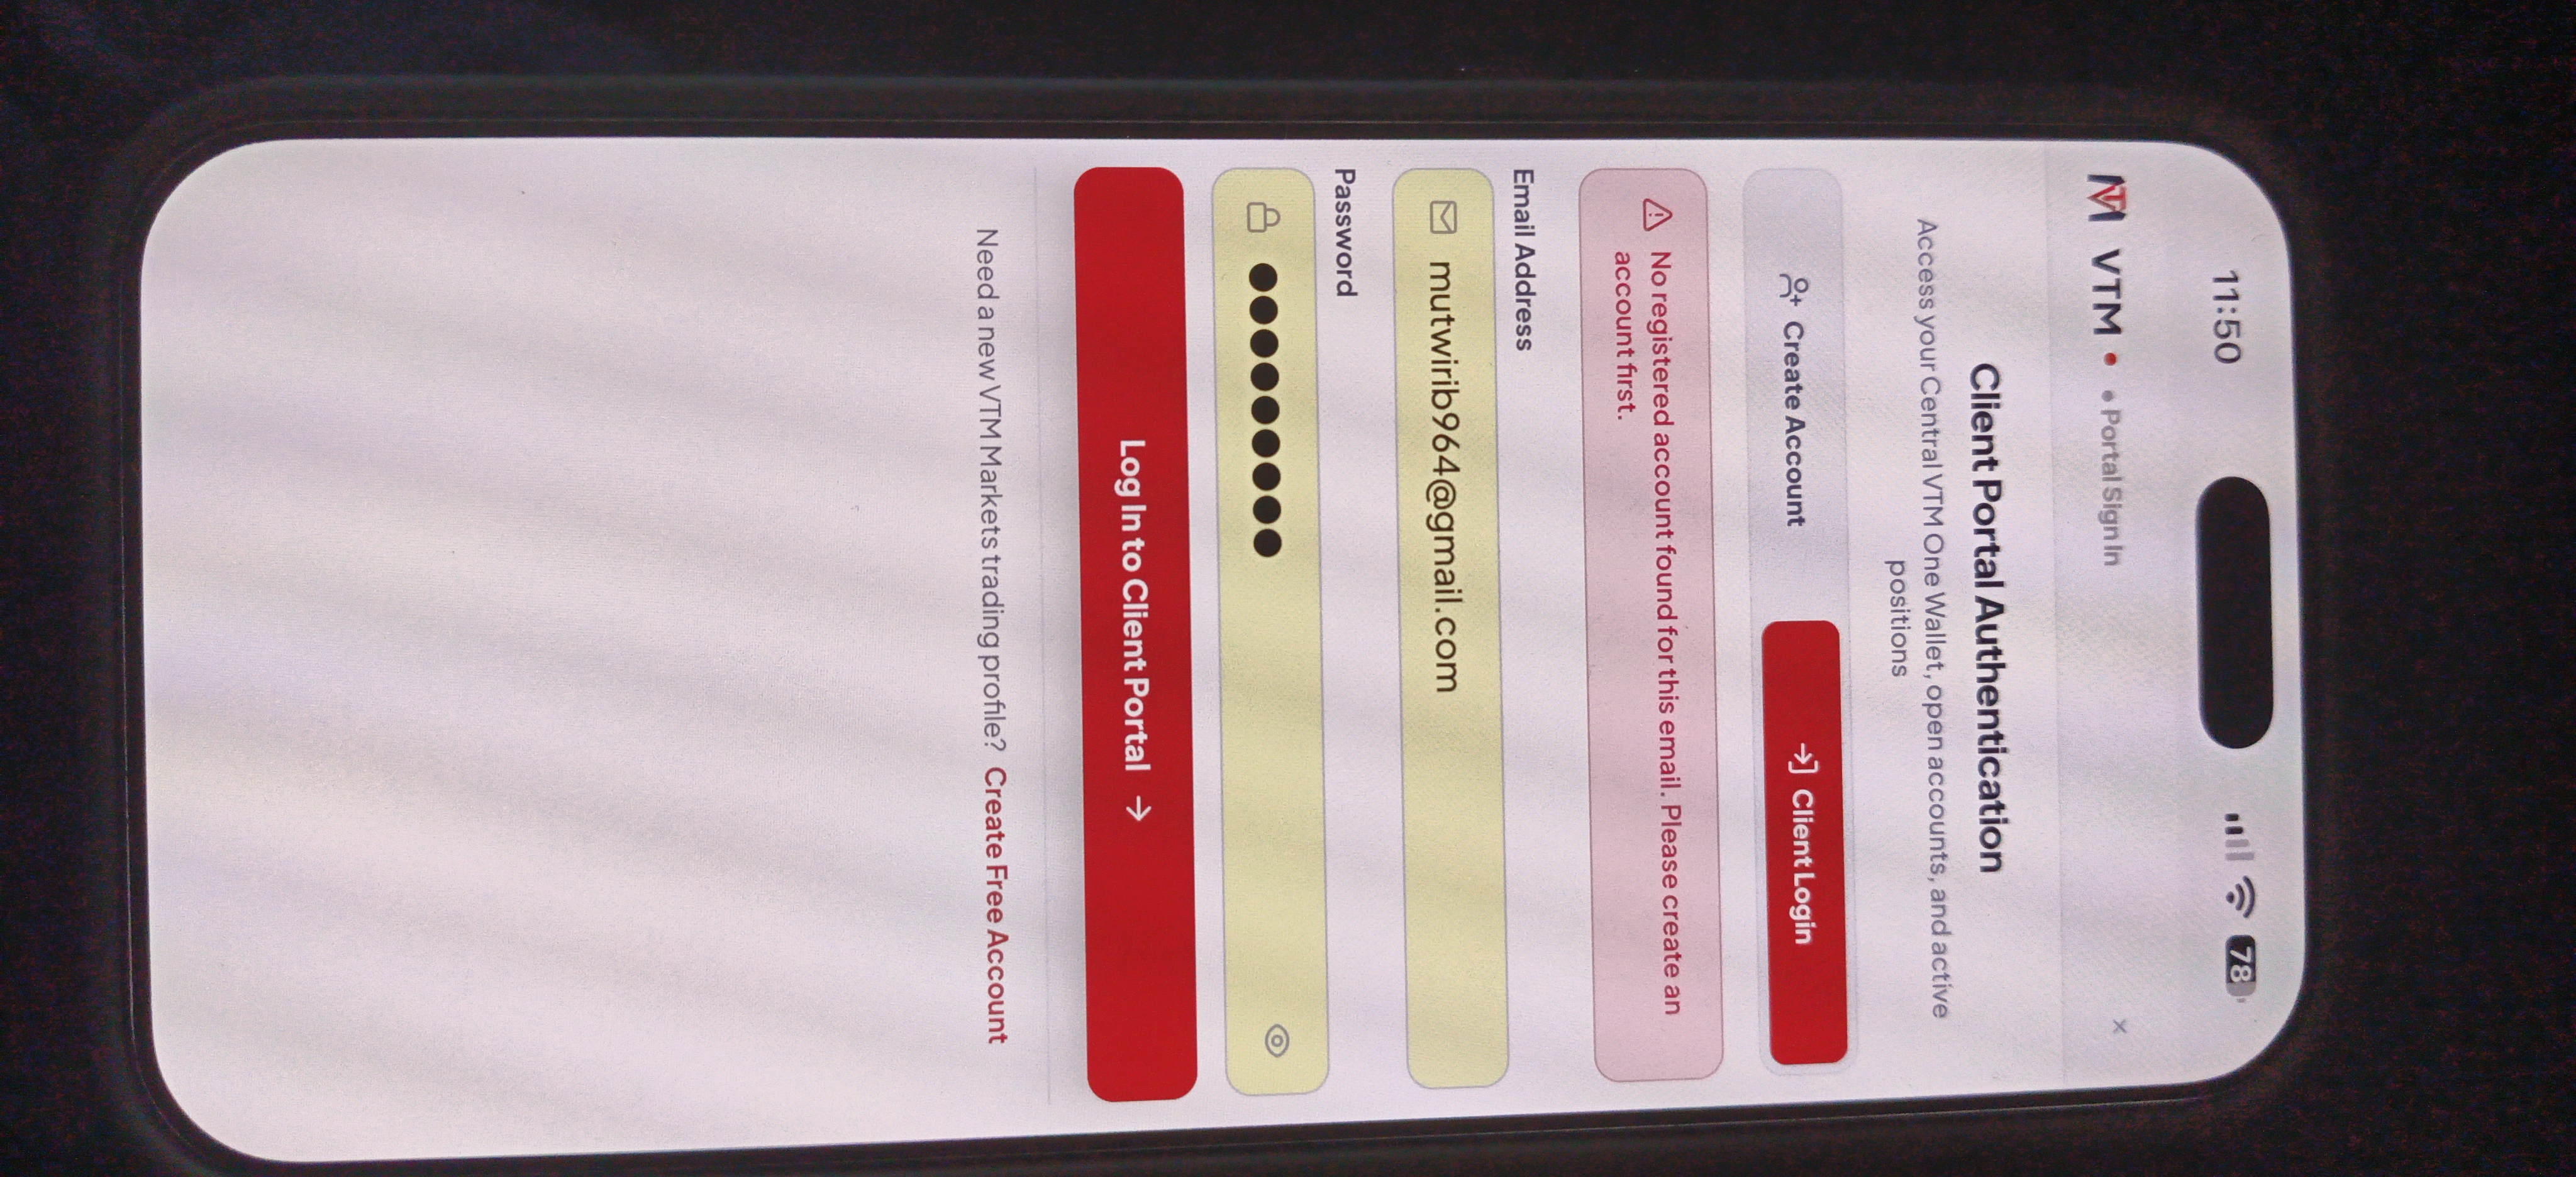 11:50
78
VTM
Portal Sign In
×
Client Portal Authentication
Access your Central VTM One Wallet, open accounts, and active
positions
Create Account
Client Login
No registered account found for this email. Please create an
account first.
Email Address
mutwirib964@gmail.com
Password
●●●●●●●●●
Log In to Client Portal →
Need a new VTM Markets trading profile? Create Free Account